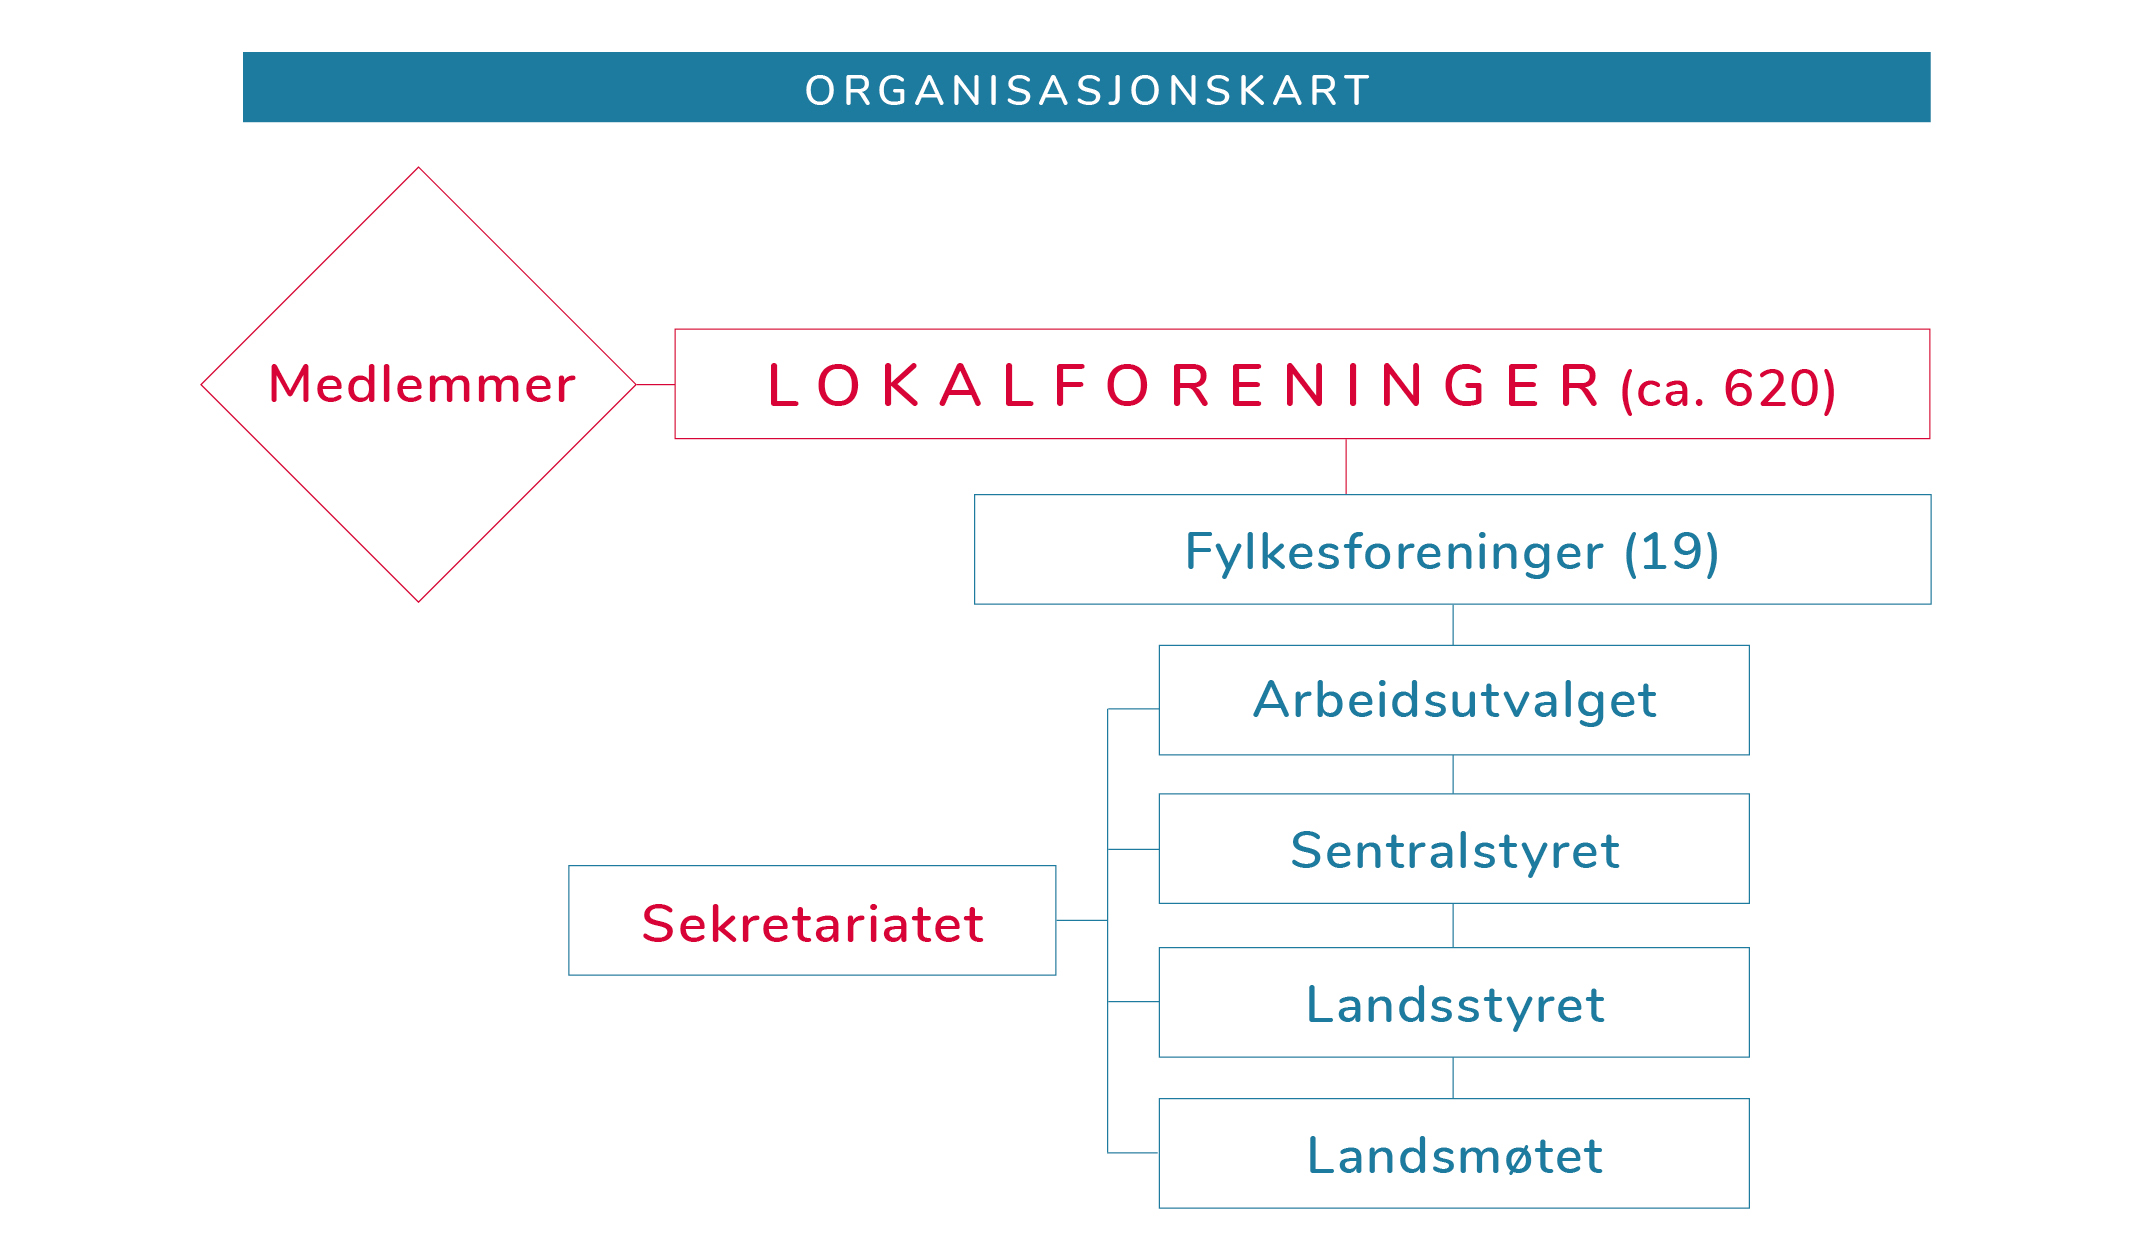 ORGANISASJONSKART
Medlemmer
LOKALFORENINGER (ca. 620)
Fylkesforeninger (19)
Arbeidsutvalget
Sentralstyret
Sekretariatet
Landsstyret
Landsmøtet